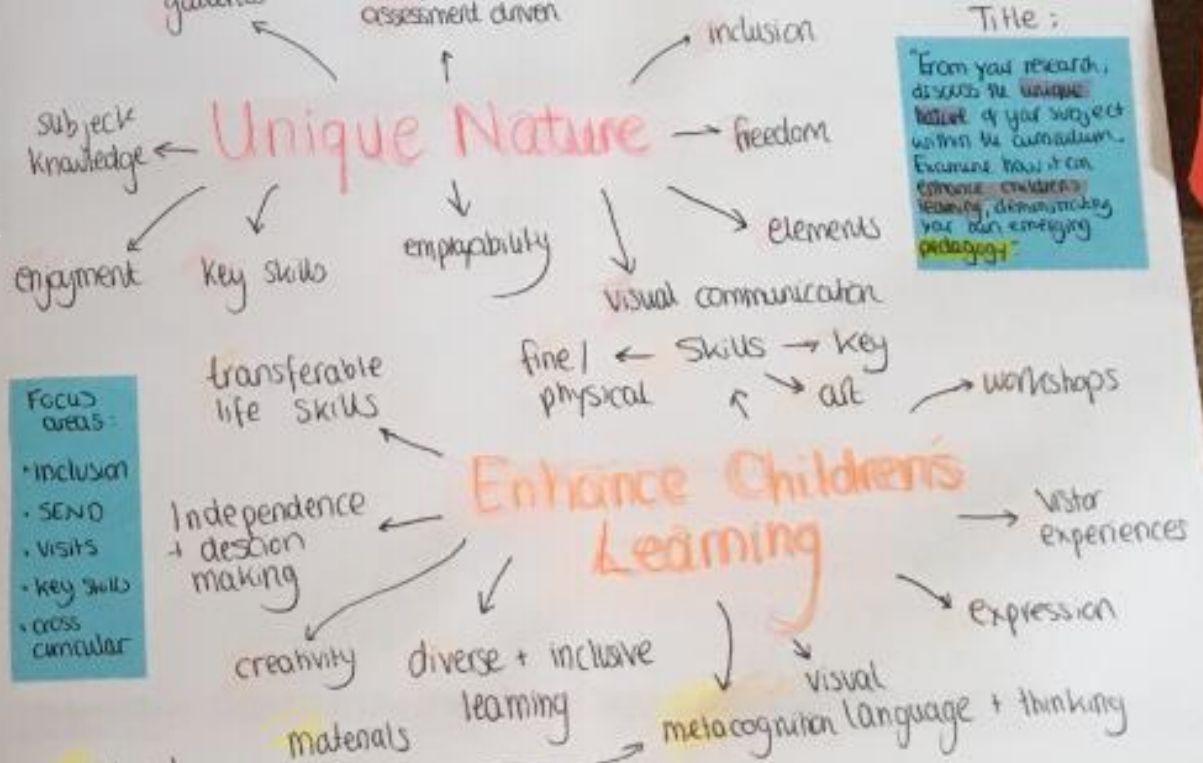 assessment driven
inclusion
Title :
subject
knowledge
Unique Nature
freedom
"From your research,
discuss the unique
nature of your subject
within the curriculum.
Examine how it can
enhance children's
learning, demonstrating
your own emerging
pedagogy"
enjoyment
key skills
employability
elements
visual communication
fine /
physical
skills
key
art
transferable
life skills
workshops
Focus
areas :
• inclusion
• SEND
• visits
• key skills
• cross
curricular
Enhance Children's
Learning
Independence
+ descion
making
vistor
experiences
expression
creativity
diverse + inclusive
learning
visual
language + thinking
metacognition
materials